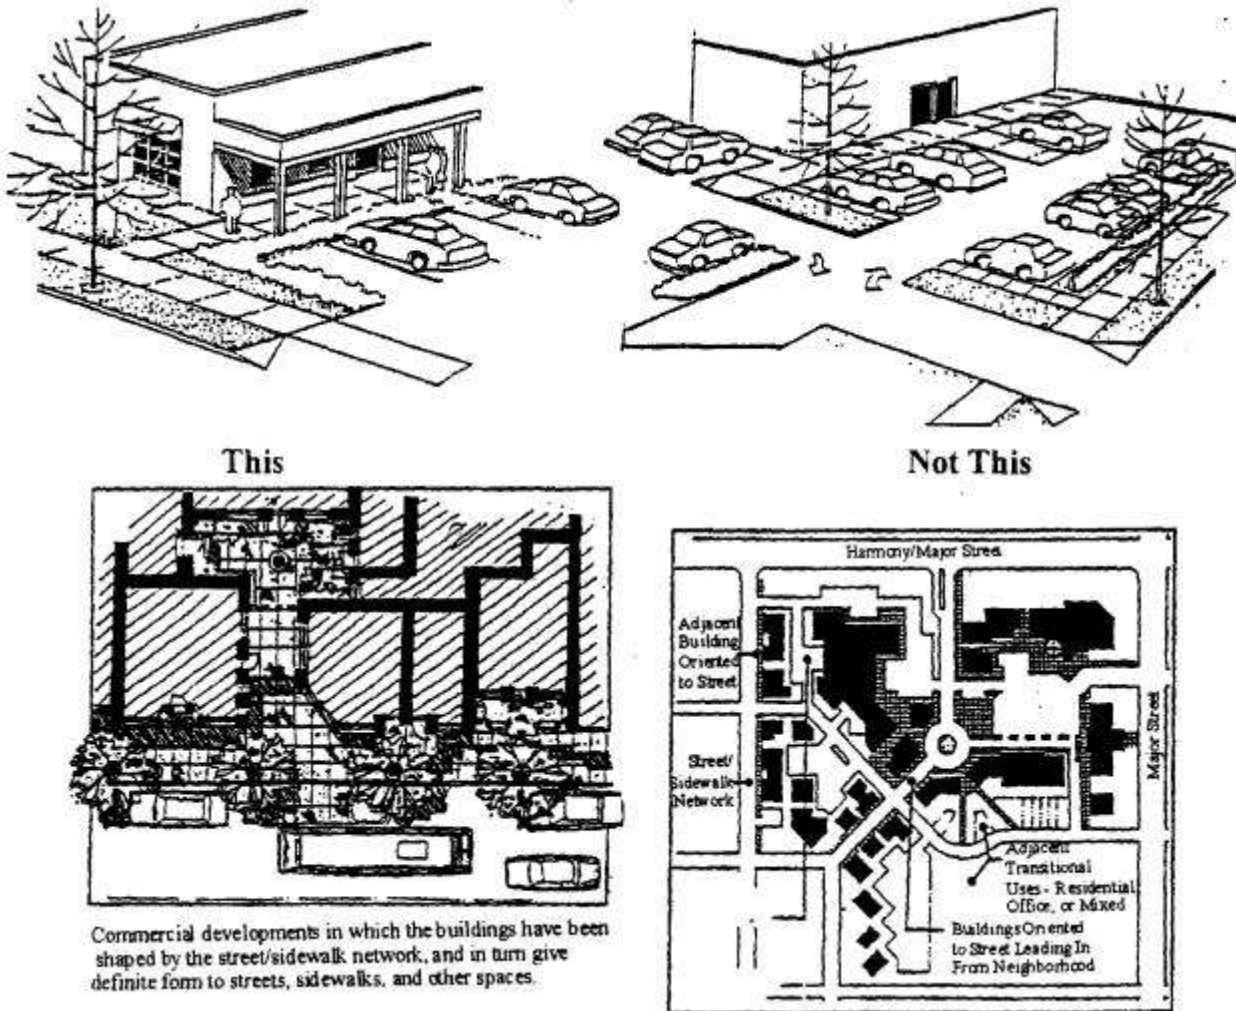 This
Not This
Harmony/Major Street
Adjacent
Building
Oriented
to Street
Major Street
Street/
Sidewalk
Network
Adjacent
Transitional
Uses - Residential
Office, or Mixed
Buildings Oriented
to Street Leading In
From Neighborhood
Commercial developments in which the buildings have been
shaped by the street/sidewalk network, and in turn give
definite form to streets, sidewalks, and other spaces.